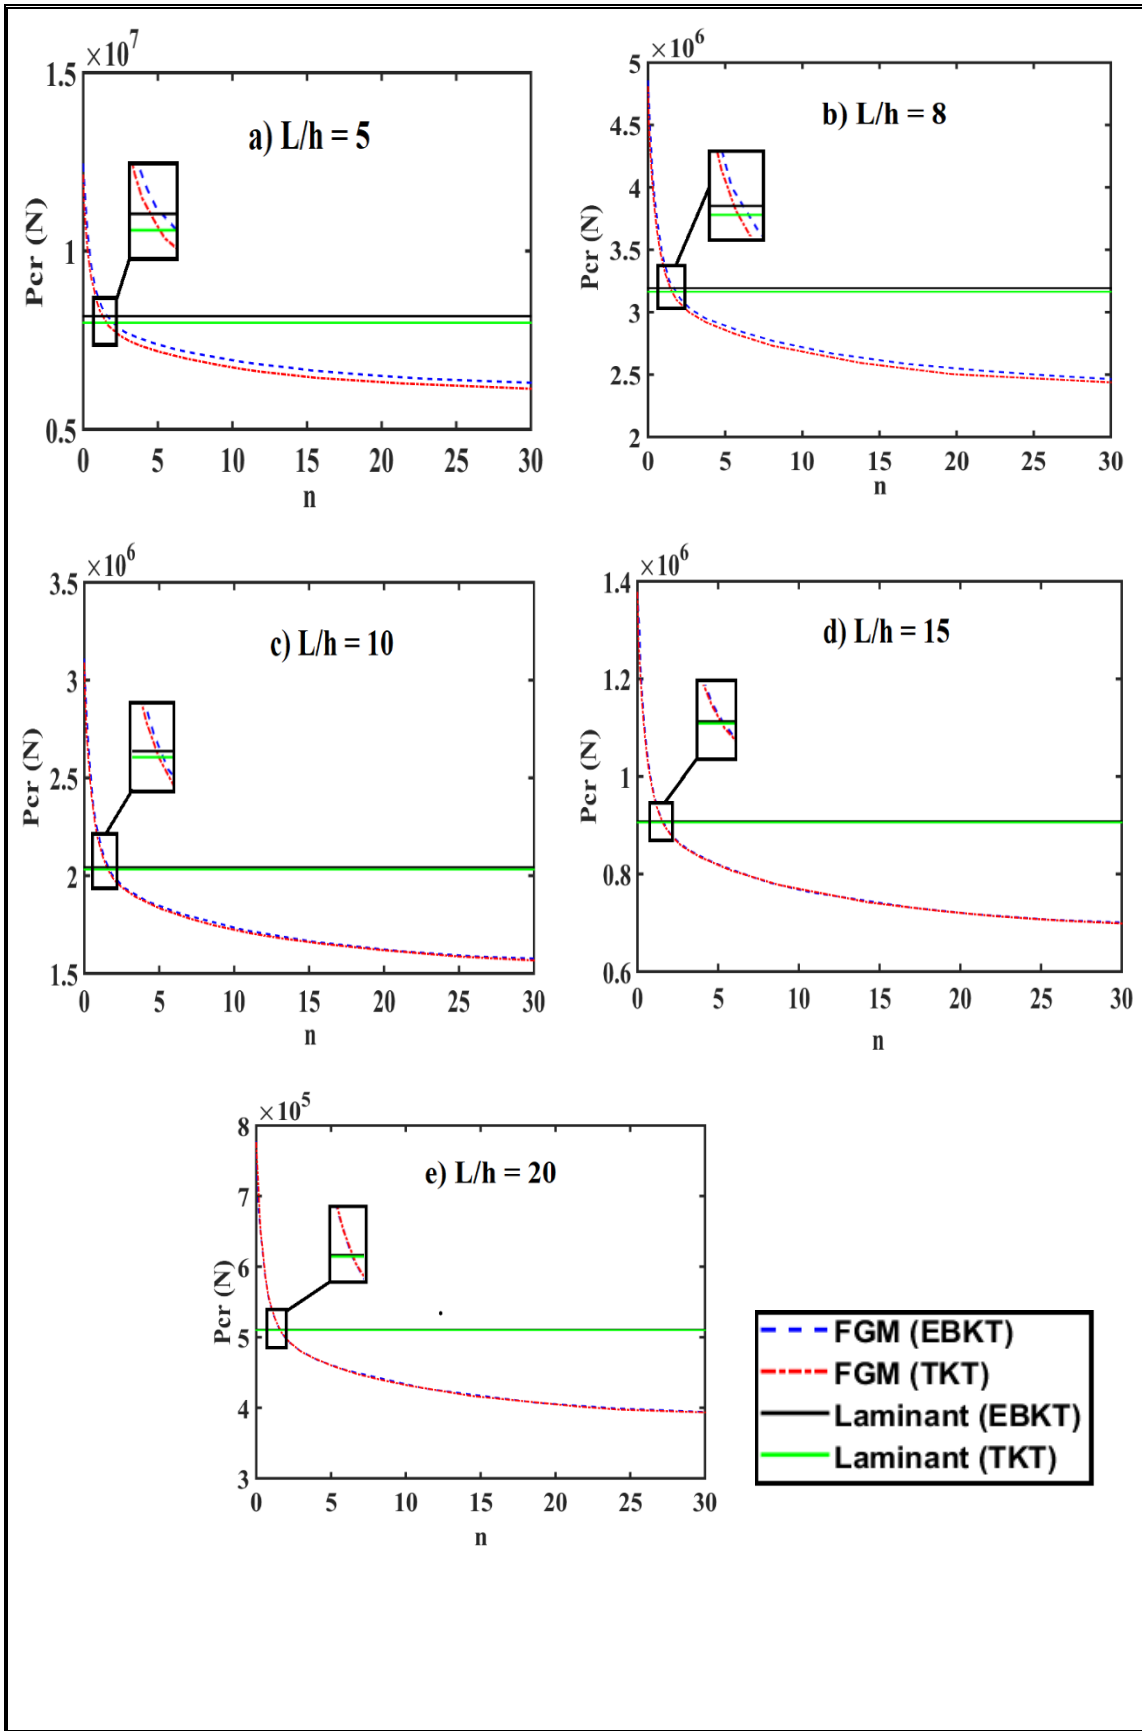 ×10^7
1.5
1
0.5
Pcr (N)
a) L/h = 5
0 5 10 15 20 25 30
n
×10^6
5
4.5
4
3.5
3
2.5
2
Pcr (N)
b) L/h = 8
0 5 10 15 20 25 30
n
×10^6
3.5
3
2.5
2
1.5
Pcr (N)
c) L/h = 10
0 5 10 15 20 25 30
n
×10^6
1.4
1.2
1
0.8
0.6
Pcr (N)
d) L/h = 15
0 5 10 15 20 25 30
n
×10^5
8
7
6
5
4
3
Pcr (N)
e) L/h = 20
0 5 10 15 20 25 30
n
FGM (EBKT)
FGM (TKT)
Laminant (EBKT)
Laminant (TKT)